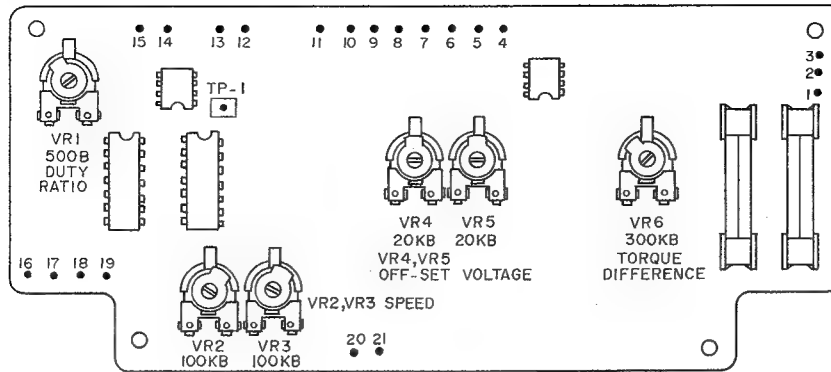 15 14 13 12 11 10 9 8 7 6 5 4
3
2
1
TP-1
VR1
500B
DUTY
RATIO
VR4 VR5
20KB 20KB
VR4,VR5
OFF-SET VOLTAGE
VR6
300KB
TORQUE
DIFFERENCE
16 17 18 19
VR2,VR3 SPEED
VR2 VR3
100KB 100KB
20 21